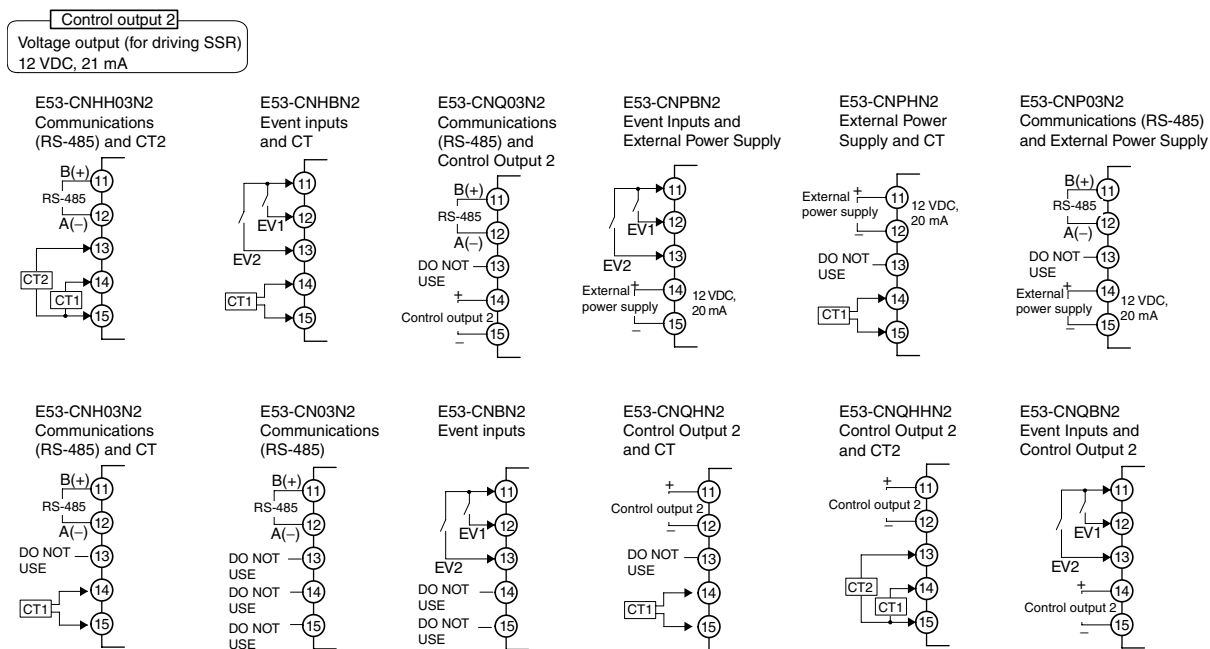 Control output 2
Voltage output (for driving SSR)
12 VDC, 21 mA
E53-CNHH03N2
Communications
(RS-485) and CT2
B(+)
11
RS-485
12
A(−)
13
CT2
14
CT1
15
E53-CNHBN2
Event inputs
and CT
11
12
EV1
13
EV2
14
CT1
15
E53-CNQ03N2
Communications
(RS-485) and
Control Output 2
B(+)
11
RS-485
12
A(−)
DO NOT
USE
13
+
14
Control output 2
−
15
E53-CNPBN2
Event Inputs and
External Power Supply
11
12
EV1
13
EV2
External
power supply
+
14
12 VDC,
20 mA
−
15
E53-CNPHN2
External Power
Supply and CT
External
power supply
+
11
12 VDC,
20 mA
−
12
DO NOT
USE
13
14
CT1
15
E53-CNP03N2
Communications (RS-485)
and External Power Supply
B(+)
11
RS-485
12
A(−)
DO NOT
USE
13
External
power supply
+
14
12 VDC,
20 mA
−
15
E53-CNH03N2
Communications
(RS-485) and CT
B(+)
11
RS-485
12
A(−)
DO NOT
USE
13
14
CT1
15
E53-CN03N2
Communications
(RS-485)
B(+)
11
RS-485
12
A(−)
DO NOT
USE
13
DO NOT
USE
14
DO NOT
USE
15
E53-CNBN2
Event inputs
11
12
EV1
13
EV2
DO NOT
USE
14
DO NOT
USE
15
E53-CNQHN2
Control Output 2
and CT
+
11
Control output 2
−
12
DO NOT
USE
13
14
CT1
15
E53-CNQHHN2
Control Output 2
and CT2
+
11
Control output 2
−
12
13
CT2
14
CT1
15
E53-CNQBN2
Event Inputs and
Control Output 2
11
12
EV1
13
EV2
+
14
Control output 2
−
15